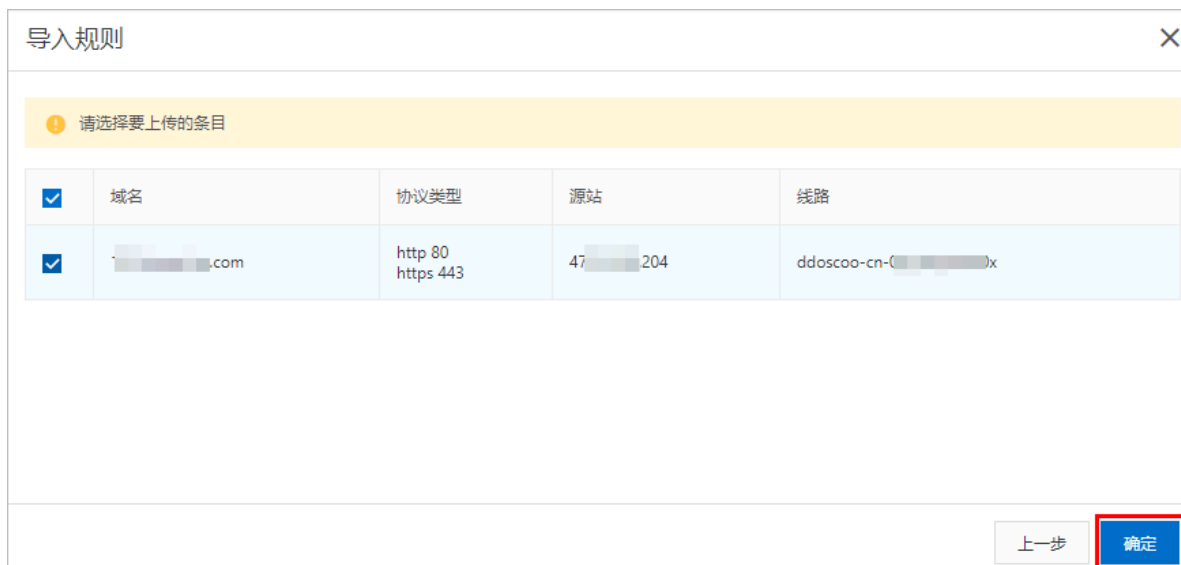 导入规则
请选择要上传的条目
域名 协议类型 源站 线路
.com http 80 47 204 ddoscoo-cn- 0x
https 443
上一步 确定